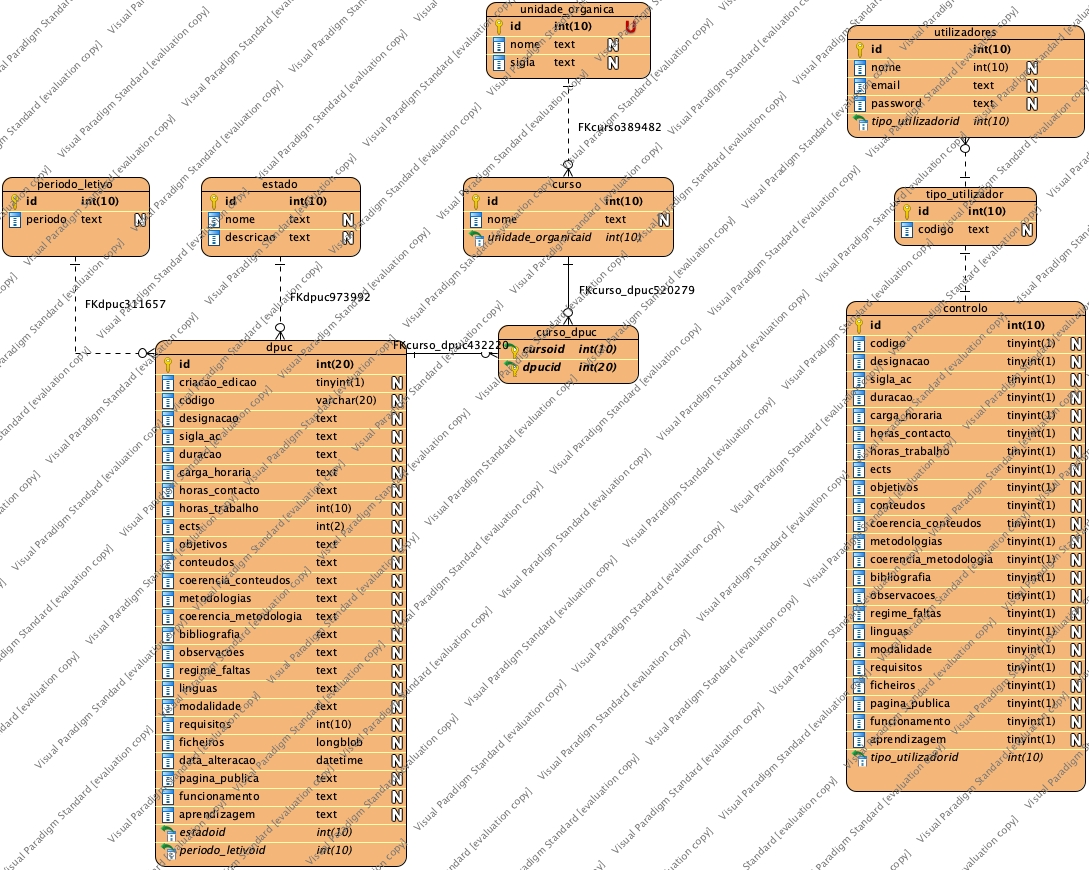 unidade_organica
id int(10) U
nome text N
sigla text N
FKcurso389482
utilizadores
id int(10)
nome int(10) N
email text N
password text N
tipo_utilizadorid int(10)
periodo_letivo
id int(10)
periodo text N
estado
id int(10)
nome text N
descricao text N
curso
id int(10)
nome text N
unidade_organicaid int(10)
tipo_utilizador
id int(10)
codigo text N
FKdpuc311657
FKdpuc973992
FKcurso_dpuc520279
FKcurso_dpuc432220
curso_dpuc
cursoid int(10)
dpucid int(20)
dpuc
id int(20)
criacao_edicao tinyint(1) N
codigo varchar(20) N
designacao text N
sigla_ac text N
duracao text N
carga_horaria text N
horas_contacto text N
horas_trabalho int(10) N
ects int(2) N
objetivos text N
conteudos text N
coerencia_conteudos text N
metodologias text N
coerencia_metodologia text N
bibliografia text N
observacoes text N
regime_faltas text N
linguas text N
modalidade text N
requisitos int(10) N
ficheiros longblob N
data_alteracao datetime N
pagina_publica text N
funcionamento text N
aprendizagem text N
estadoid int(10)
periodo_letivoid int(10)
controlo
id int(10)
codigo tinyint(1) N
designacao tinyint(1) N
sigla_ac tinyint(1) N
duracao tinyint(1) N
carga_horaria tinyint(1) N
horas_contacto tinyint(1) N
horas_trabalho tinyint(1) N
ects tinyint(1) N
objetivos tinyint(1) N
conteudos tinyint(1) N
coerencia_conteudos tinyint(1) N
metodologias tinyint(1) N
coerencia_metodologia tinyint(1) N
bibliografia tinyint(1) N
observacoes tinyint(1) N
regime_faltas tinyint(1) N
linguas tinyint(1) N
modalidade tinyint(1) N
requisitos tinyint(1) N
ficheiros tinyint(1) N
pagina_publica tinyint(1) N
funcionamento tinyint(1) N
aprendizagem tinyint(1) N
tipo_utilizadorid int(10)
Visual Paradigm Standard [evaluation copy]